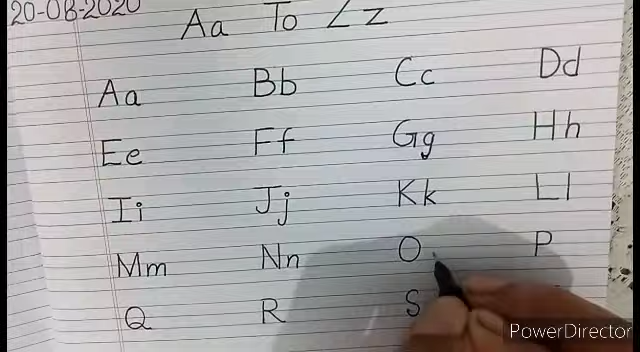 20-08-2020
Aa To Zz
Aa Bb Cc Dd
Ee Ff Gg Hh
Ii Jj Kk Ll
Mm Nn O P
Q R S
PowerDirector